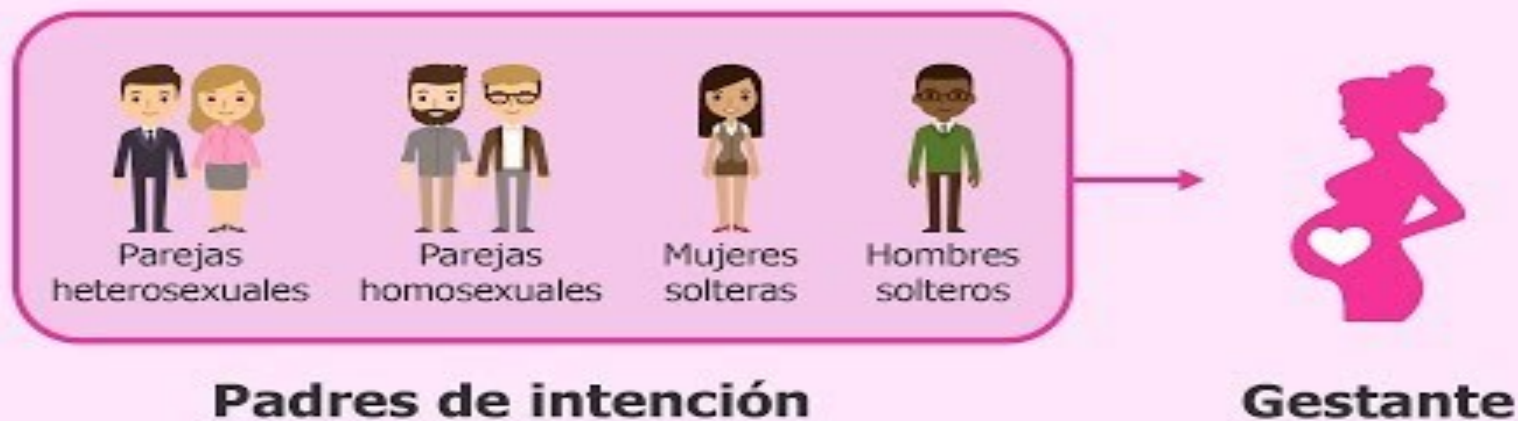 Parejas
heterosexuales
Parejas
homosexuales
Mujeres
solteras
Hombres
solteros
Padres de intención
Gestante